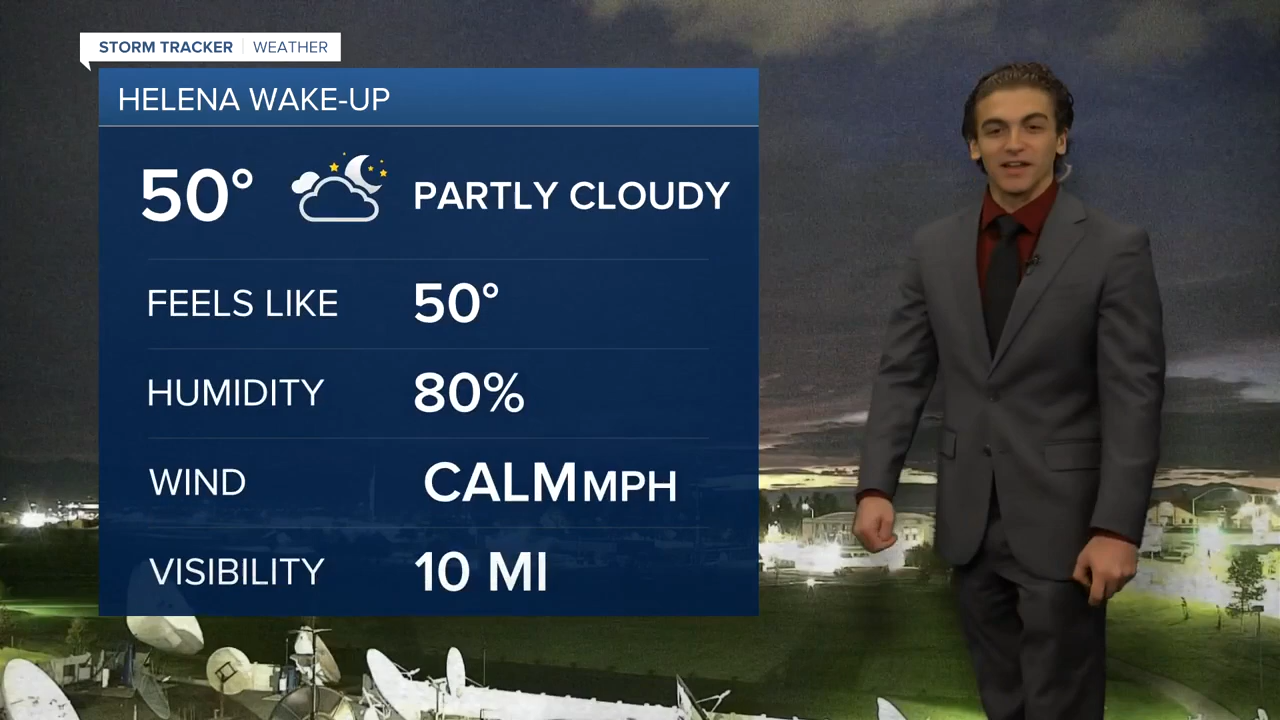 STORM TRACKER WEATHER
HELENA WAKE-UP
50° PARTLY CLOUDY
FEELS LIKE 50°
HUMIDITY 80%
WIND CALM MPH
VISIBILITY 10 MI